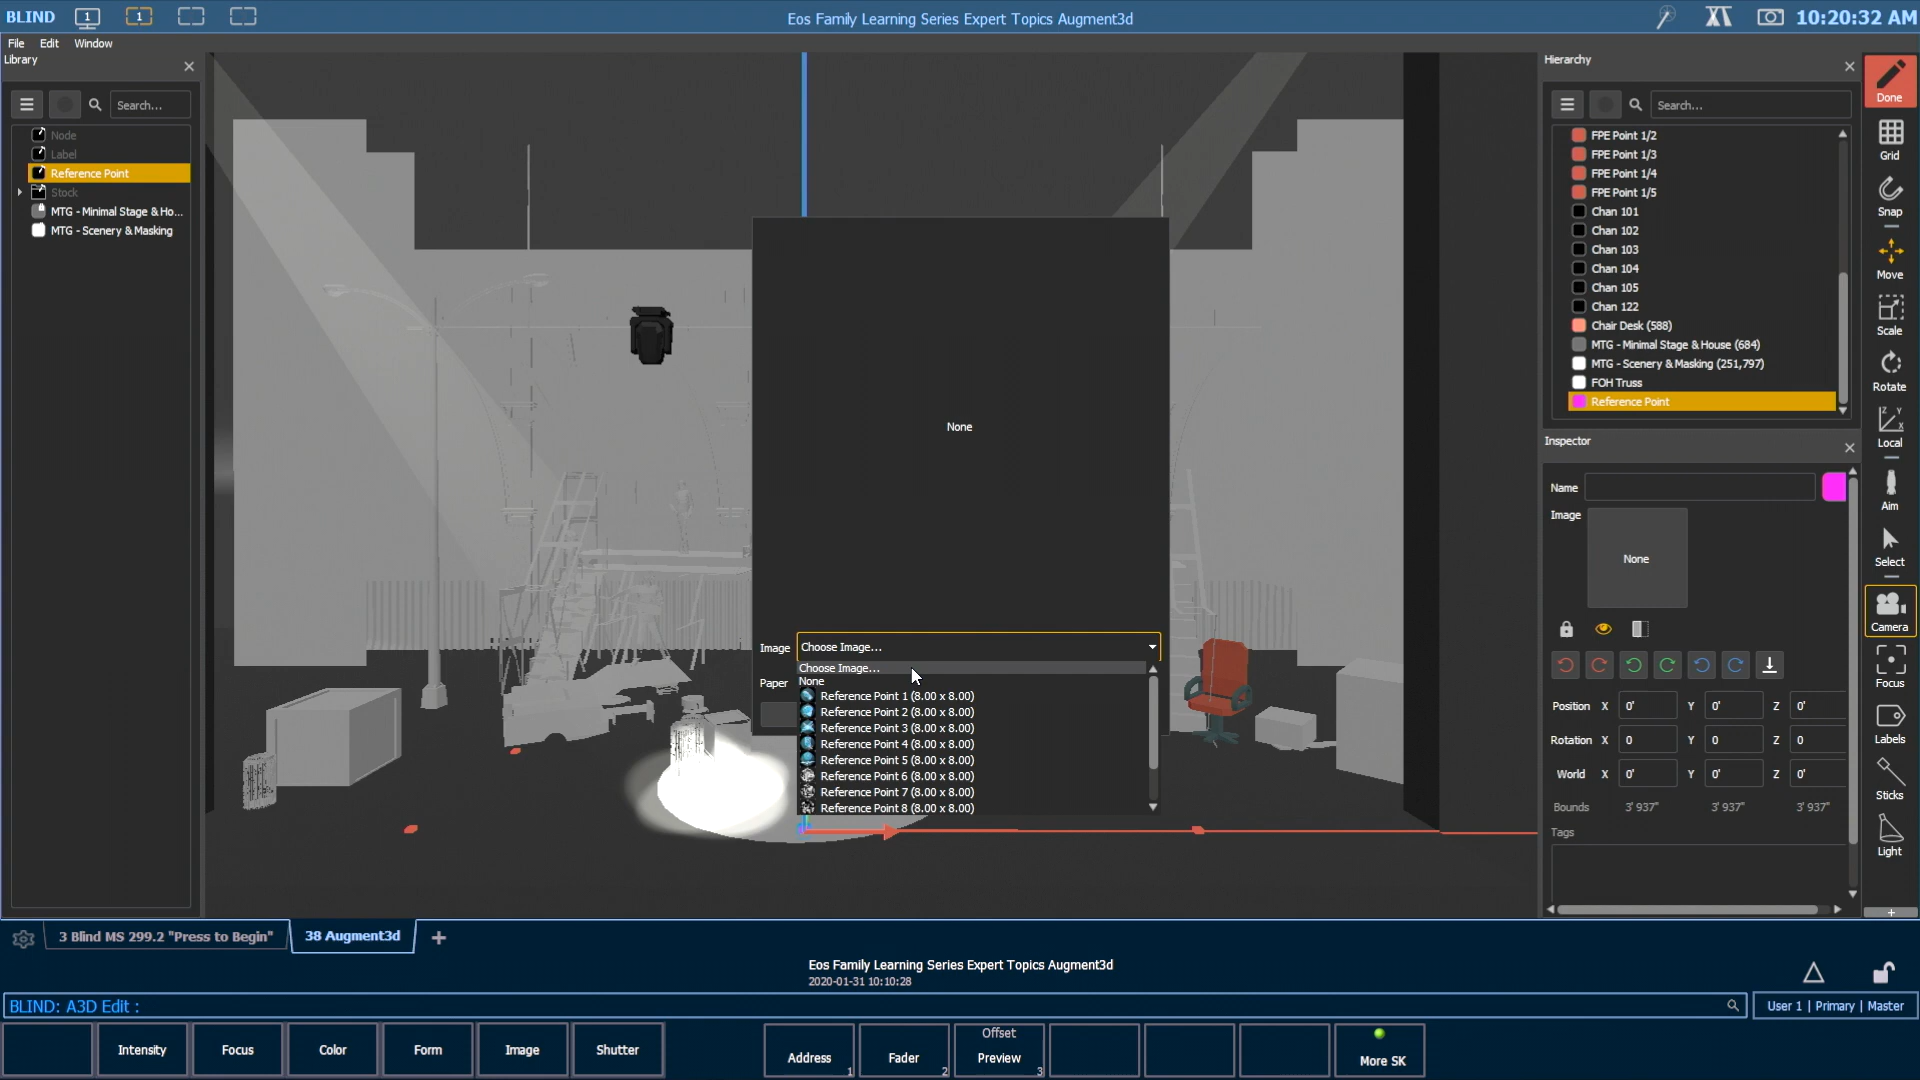 BLIND
1
1
Eos Family Learning Series Expert Topics Augment3d
10:20:32 AM
File Edit Window
Library
Search...
Node
Label
Reference Point
Stock
MTG - Minimal Stage & Ho...
MTG - Scenery & Masking
None
Image Choose Image...
Choose Image...
None
Paper
Reference Point 1 (8.00 x 8.00)
Reference Point 2 (8.00 x 8.00)
Reference Point 3 (8.00 x 8.00)
Reference Point 4 (8.00 x 8.00)
Reference Point 5 (8.00 x 8.00)
Reference Point 6 (8.00 x 8.00)
Reference Point 7 (8.00 x 8.00)
Reference Point 8 (8.00 x 8.00)
Hierarchy
Search...
FPE Point 1/2
FPE Point 1/3
FPE Point 1/4
FPE Point 1/5
Chan 101
Chan 102
Chan 103
Chan 104
Chan 105
Chan 122
Chair Desk (588)
MTG - Minimal Stage & House (684)
MTG - Scenery & Masking (251,797)
FOH Truss
Reference Point
Inspector
Name
Image
None
Position X 0' Y 0' Z 0'
Rotation X 0 Y 0 Z 0
World X 0' Y 0' Z 0'
Bounds 3' 937" 3' 937" 3' 937"
Tags
Done
Grid
Snap
Move
Scale
Rotate
Z Y X
Local
Aim
Select
Camera
Focus
Labels
Sticks
Light
+
3 Blind MS 299.2 "Press to Begin"
38 Augment3d
+
Eos Family Learning Series Expert Topics Augment3d
2020-01-31 10:10:28
BLIND: A3D Edit :
User 1 | Primary | Master
Intensity
Focus
Color
Form
Image
Shutter
Address 1
Fader 2
Offset
Preview 3
More SK